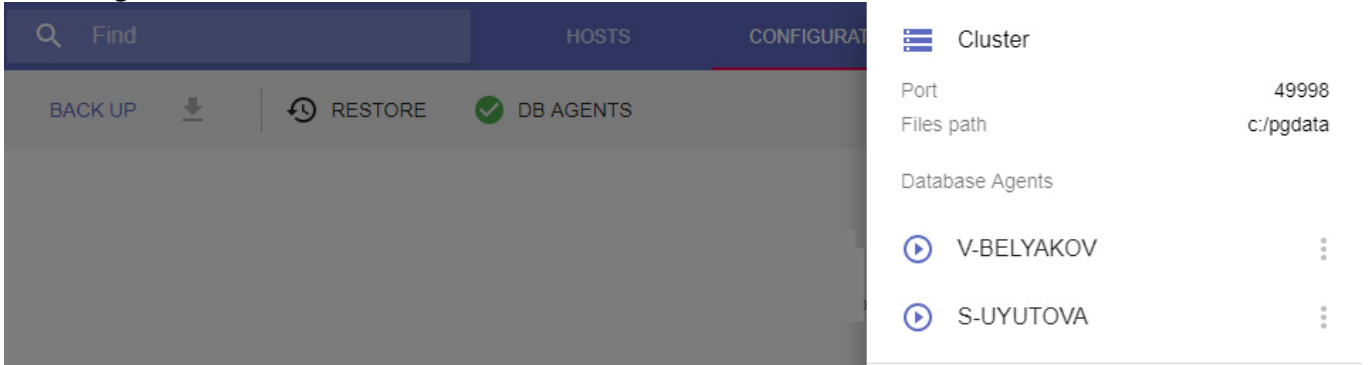 Find
HOSTS
CONFIGURAT
BACK UP
RESTORE
DB AGENTS
Cluster
Port 49998
Files path c:/pgdata
Database Agents
V-BELYAKOV
S-UYUTOVA